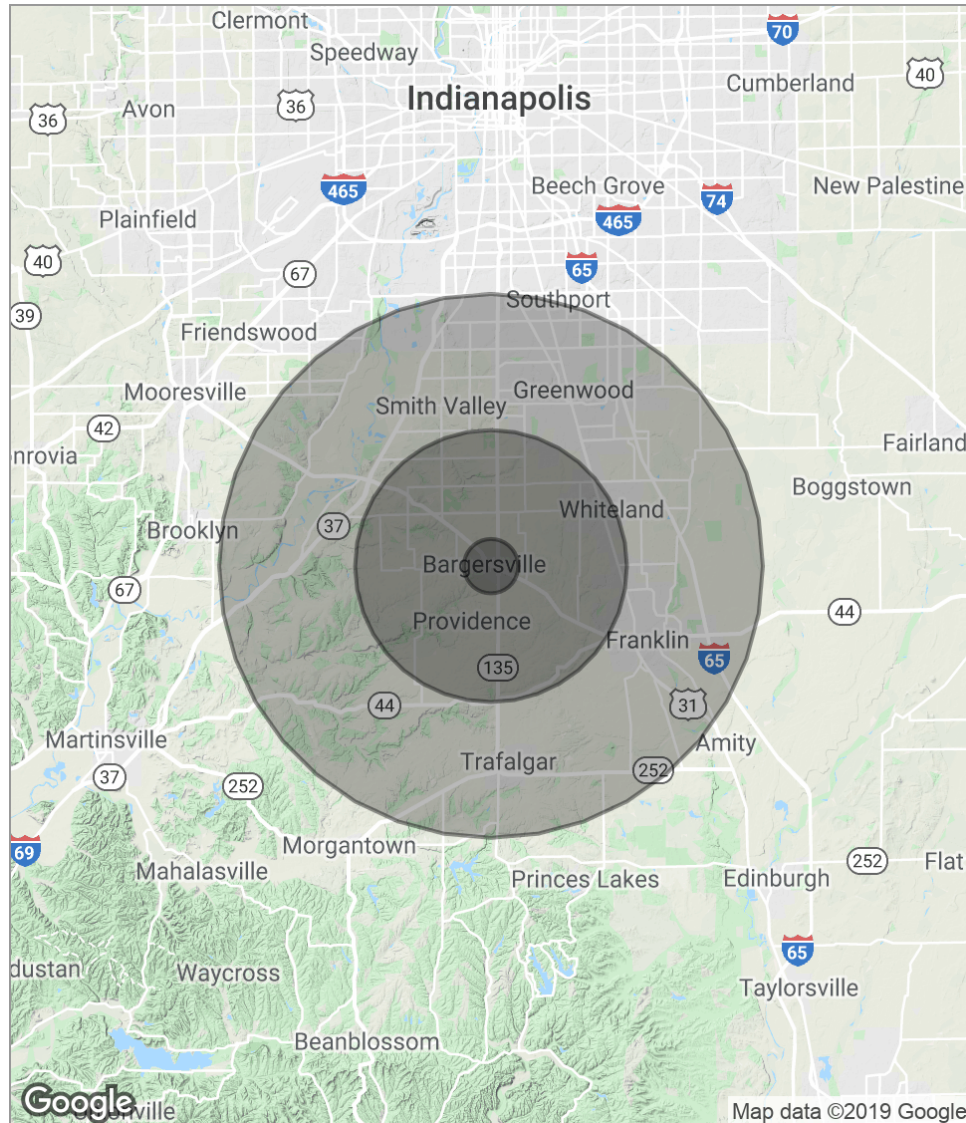 Clermont
70
Speedway
Cumberland
40
36
Avon
36
Indianapolis
465
Beech Grove
74
New Palestine
465
Plainfield
40
67
65
39
Southport
Friendswood
Mooresville
Greenwood
Smith Valley
42
Fairland
onrovia
Boggstown
Whiteland
37
Brooklyn
Bargersville
67
44
Providence
Franklin
65
135
44
31
Martinsville
Amity
37
Trafalgar
252
252
69
Morgantown
252
Flat
Mahalasville
Princes Lakes
Edinburgh
65
dustan
Waycross
Taylorsville
Beanblossom
Google
Map data ©2019 Google